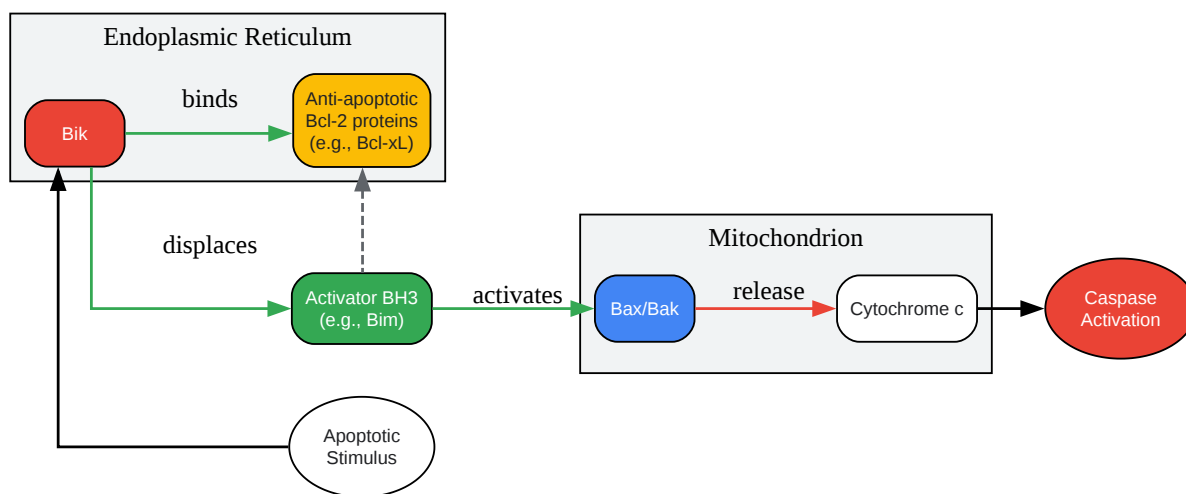 Endoplasmic Reticulum
binds
Bik
Anti-apoptotic
Bcl-2 proteins
(e.g., Bcl-xL)
displaces
Mitochondrion
Activator BH3
(e.g., Bim)
activates
Bax/Bak
release
Cytochrome c
Caspase
Activation
Apoptotic
Stimulus